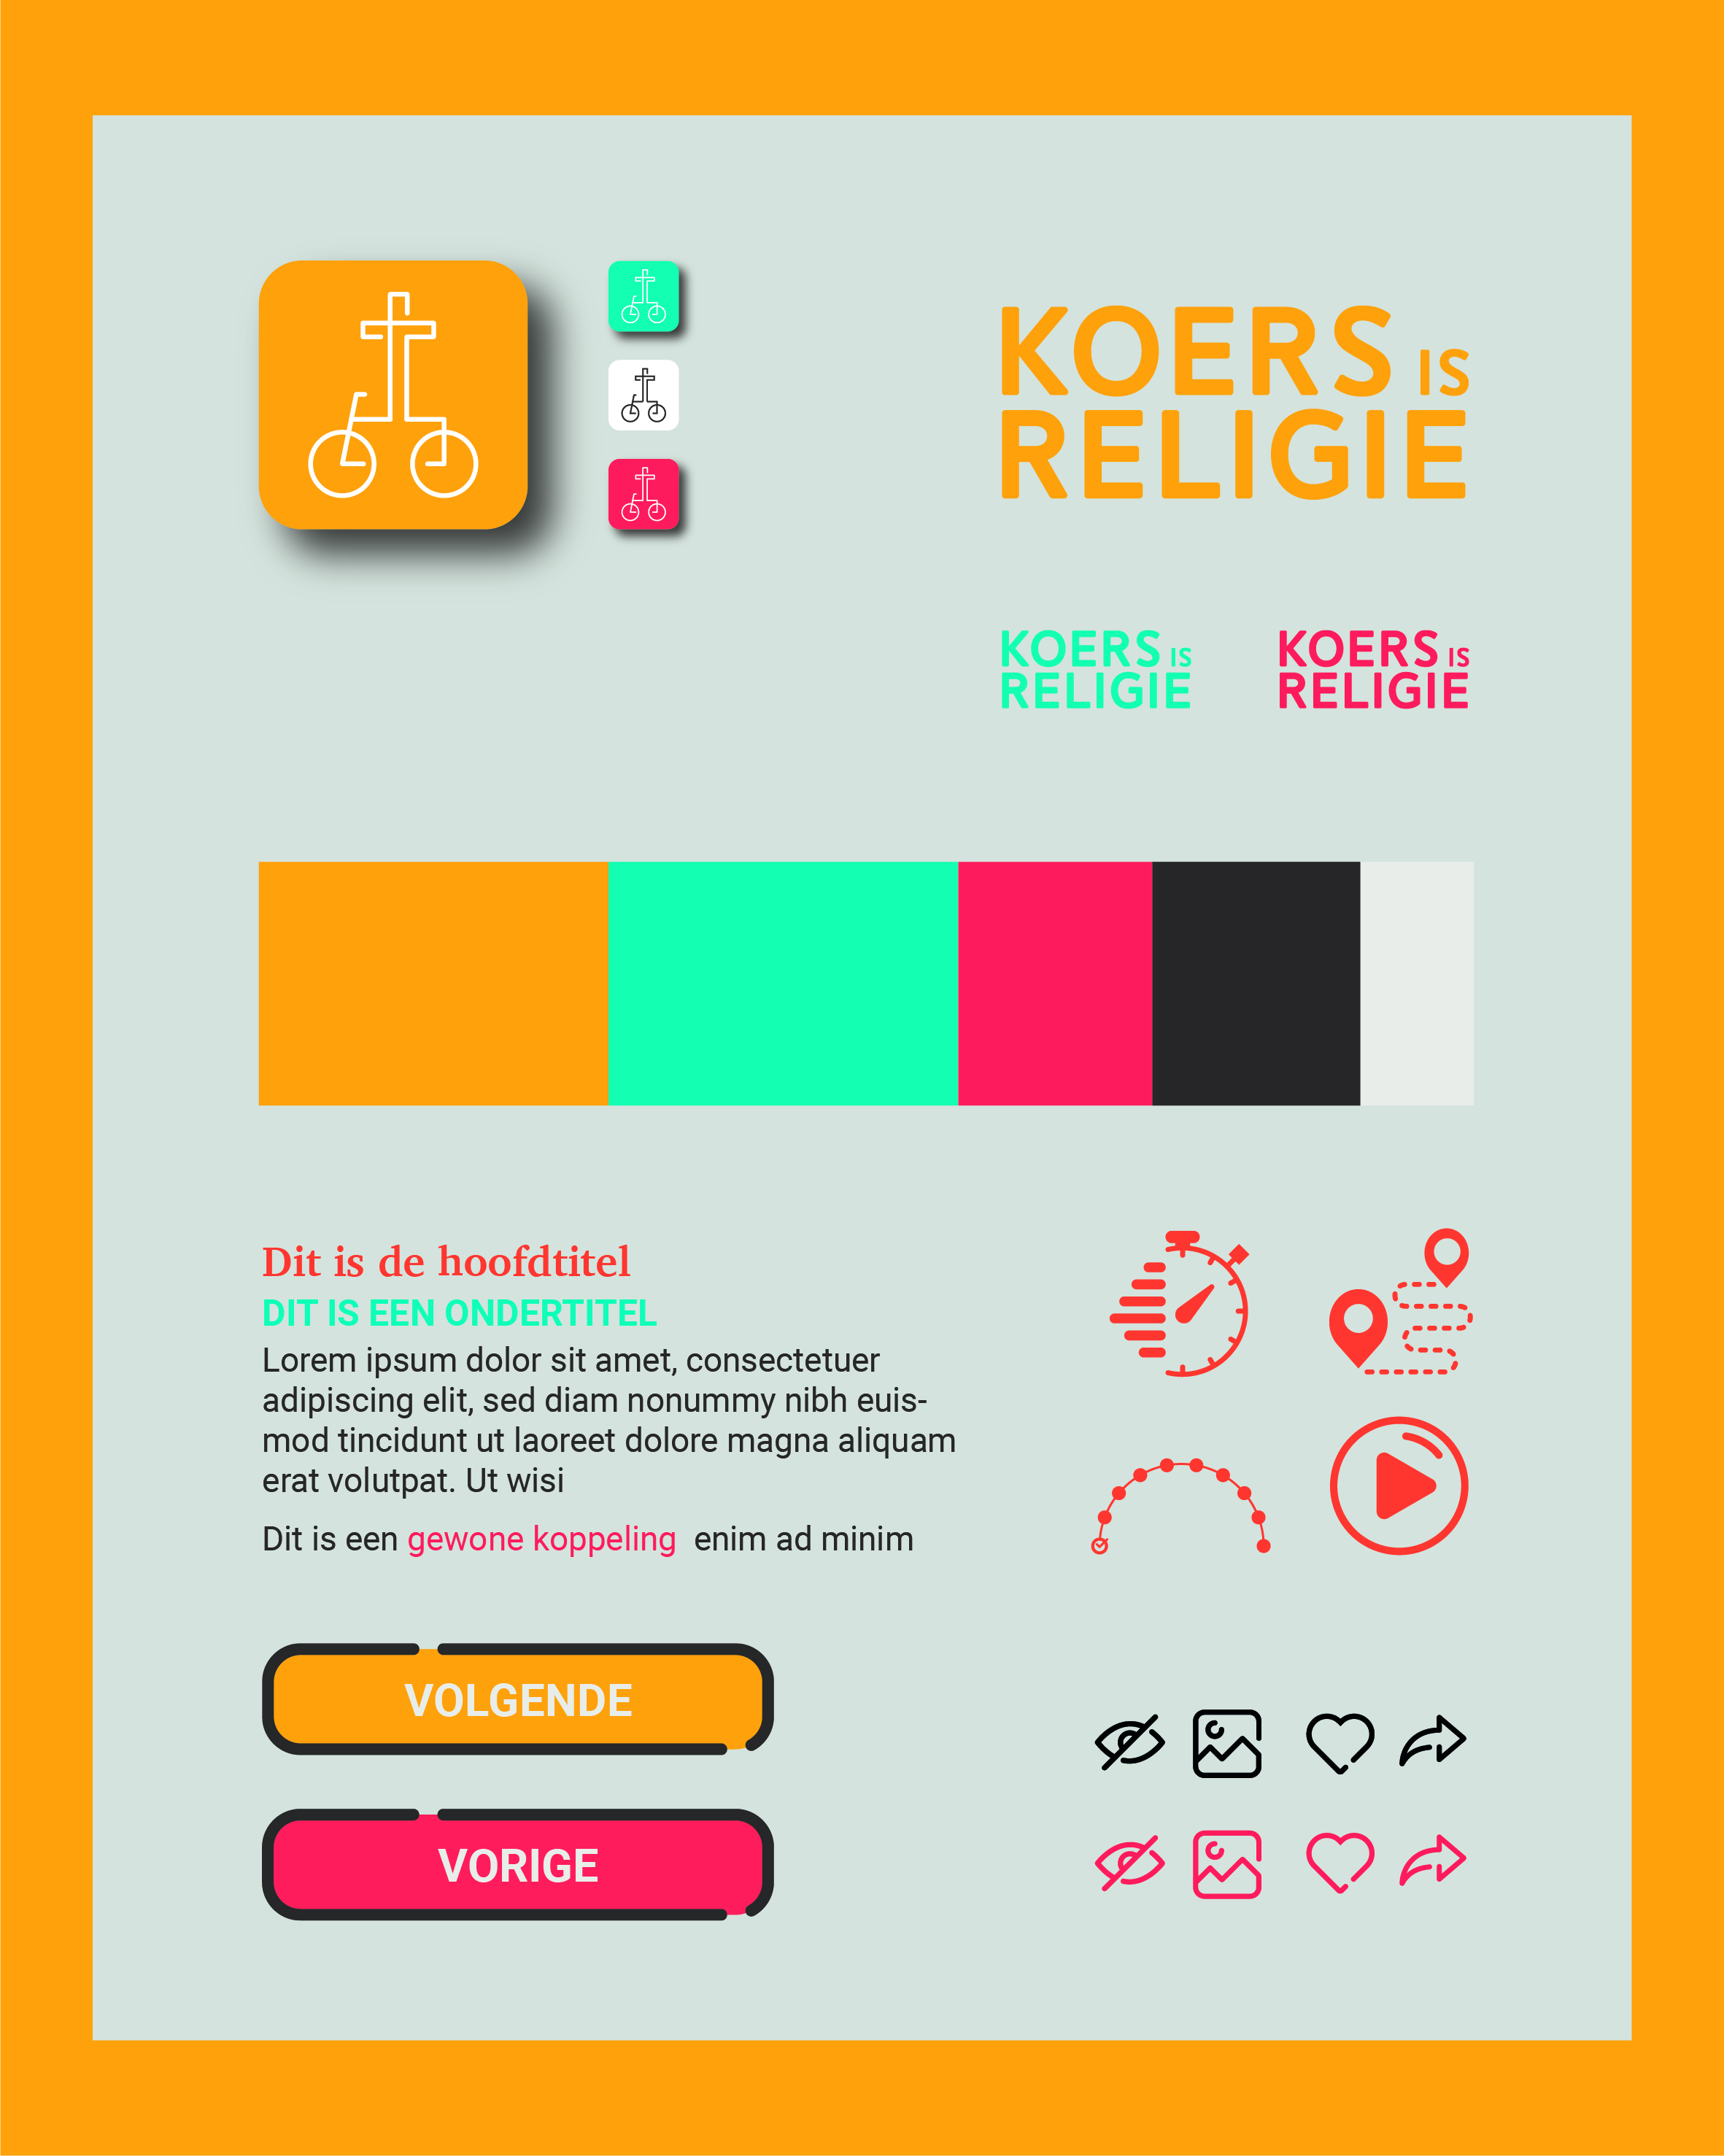 KOERS IS
RELIGIE
KOERS IS
RELIGIE
KOERS IS
RELIGIE
Dit is de hoofdtitel
DIT IS EEN ONDERTITEL
Lorem ipsum dolor sit amet, consectetuer
adipiscing elit, sed diam nonummy nibh euis-
mod tincidunt ut laoreet dolore magna aliquam
erat volutpat. Ut wisi
Dit is een gewone koppeling enim ad minim
VOLGENDE
VORIGE